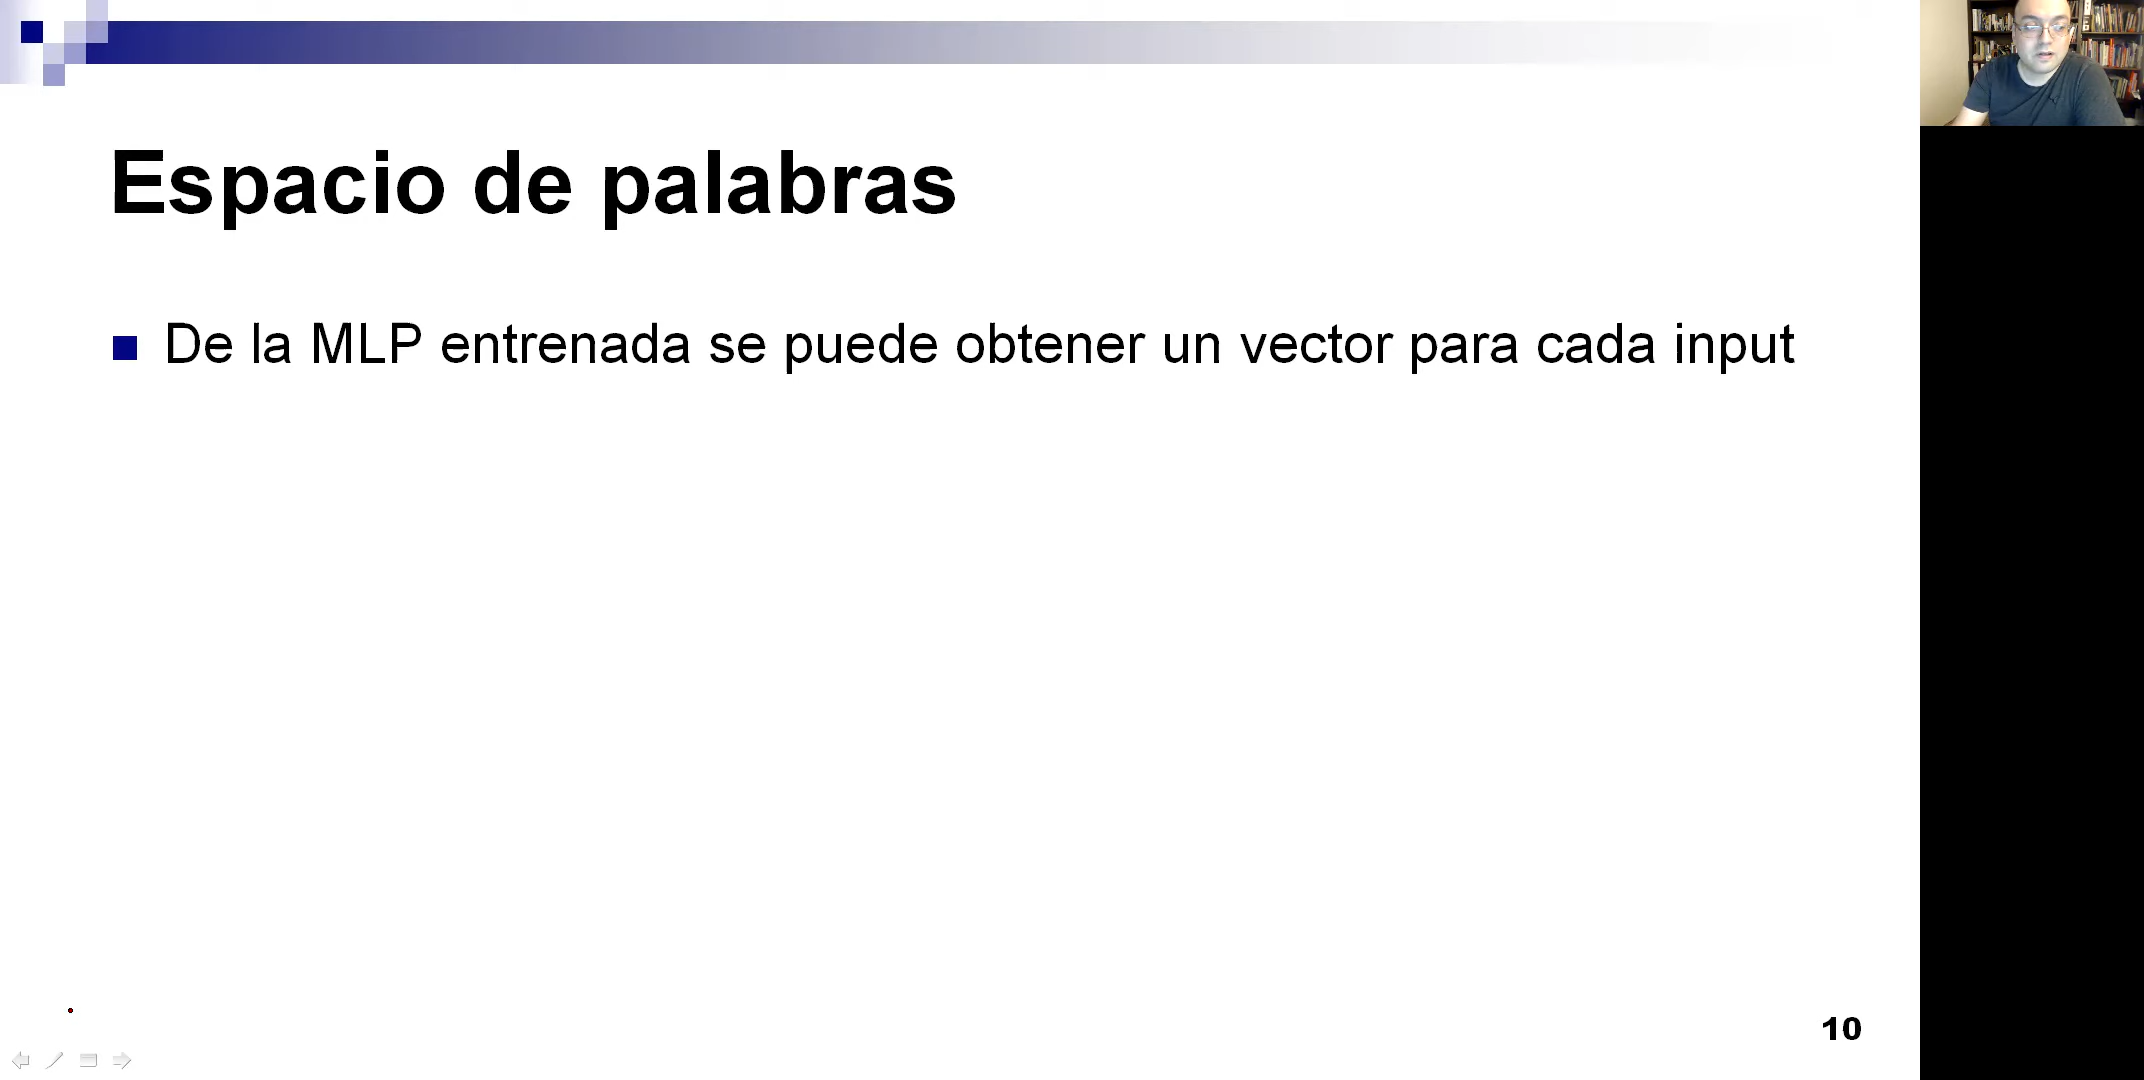 Espacio de palabras
De la MLP entrenada se puede obtener un vector para cada input
10